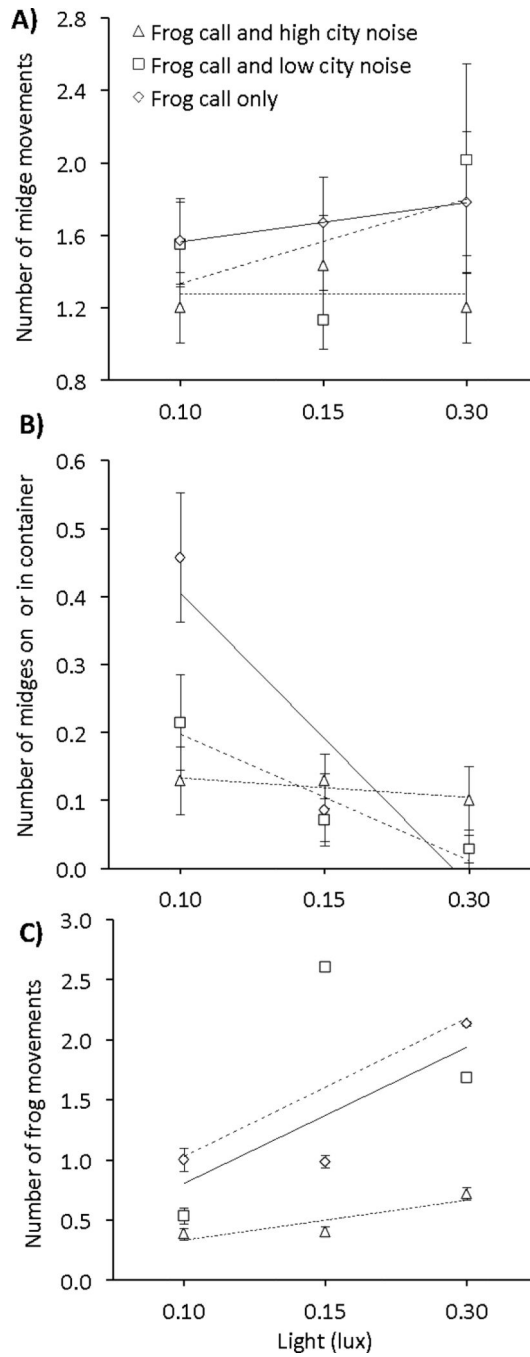 A)
2.8
2.4
2.0
1.6
1.2
0.8
Number of midge movements
Frog call and high city noise
Frog call and low city noise
Frog call only
0.10 0.15 0.30
B)
0.6
0.5
0.4
0.3
0.2
0.1
0.0
Number of midges on or in container
0.10 0.15 0.30
C)
3.0
2.5
2.0
1.5
1.0
0.5
0.0
Number of frog movements
0.10 0.15 0.30
Light (lux)